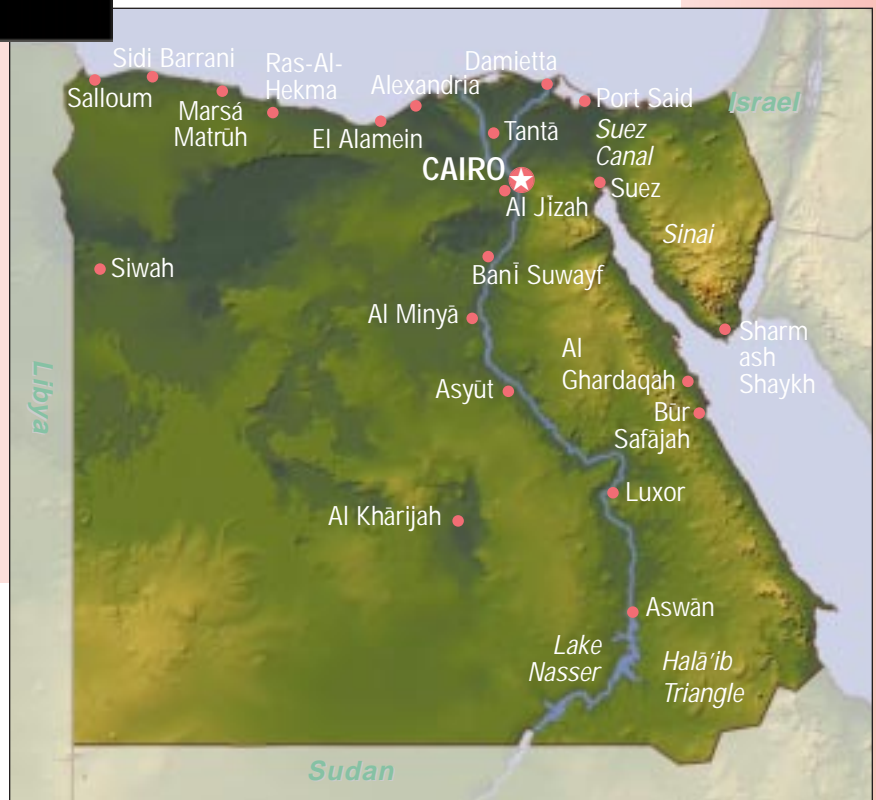 Sidi Barrani
Salloum
Marsá
Matrūh
Ras-Al-
Hekma
Alexandria
El Alamein
Damietta
Port Said
Israel
Tantā
Suez
Canal
CAIRO
Suez
Al Jīzah
Sinai
Siwah
Banī Suwayf
Al Minyā
Sharm
ash
Shaykh
Al
Ghardaqah
Libya
Asyūt
Būr
Safājah
Luxor
Al Khārijah
Aswān
Lake
Nasser
Halā'ib
Triangle
Sudan